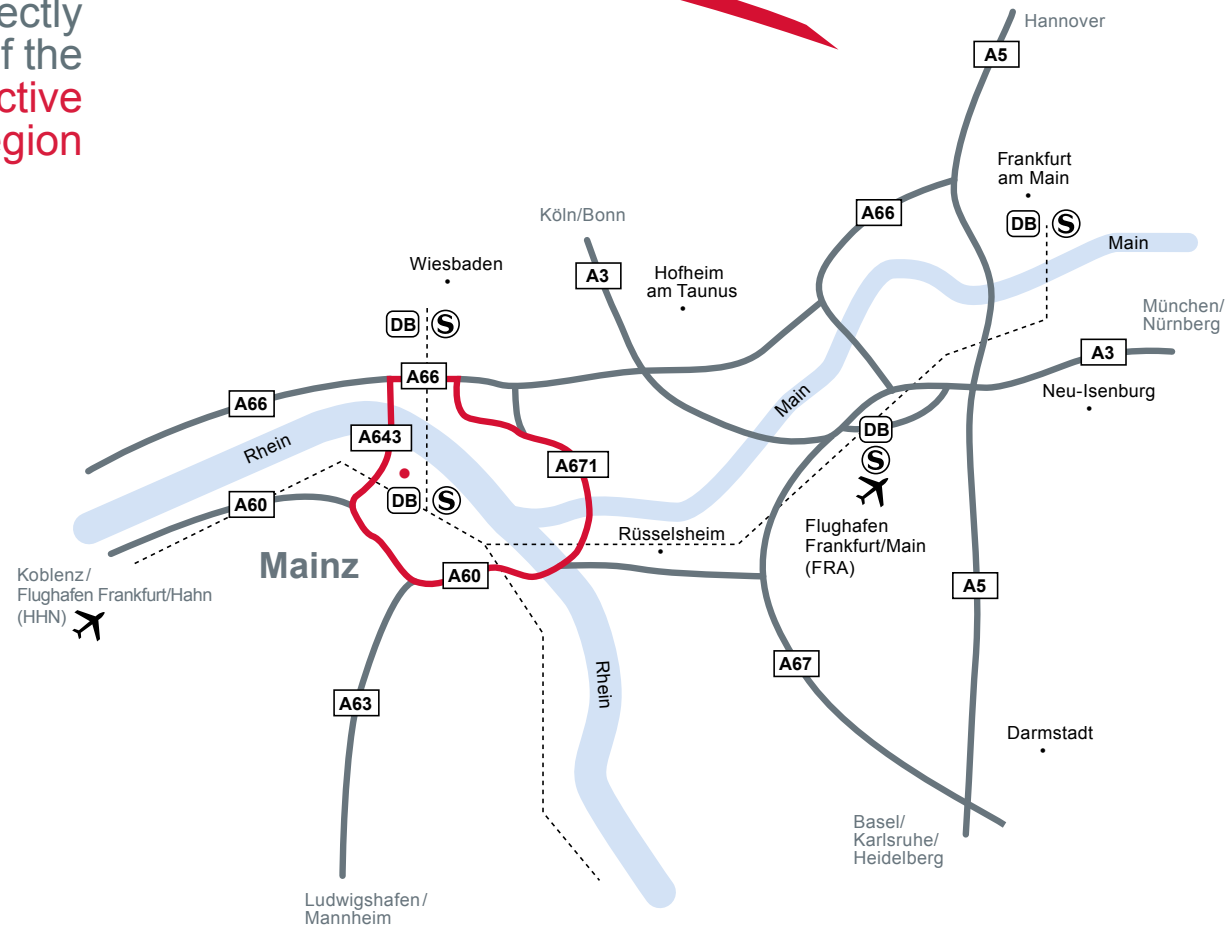 ectly
f the
ctive
egion
Hannover
A5
Frankfurt
am Main
DB S
A66
Köln/Bonn
Main
Wiesbaden
A3
Hofheim
am Taunus
München/
Nürnberg
DB S
A3
A66
Neu-Isenburg
A66
Main
Rhein
A643
DB
A671
S
A60
DB S
Rüsselsheim
Flughafen
Frankfurt/Main
(FRA)
Mainz
A60
Koblenz/
Flughafen Frankfurt/Hahn
(HHN)
A5
Rhein
A67
A63
Darmstadt
Basel/
Karlsruhe/
Heidelberg
Ludwigshafen/
Mannheim